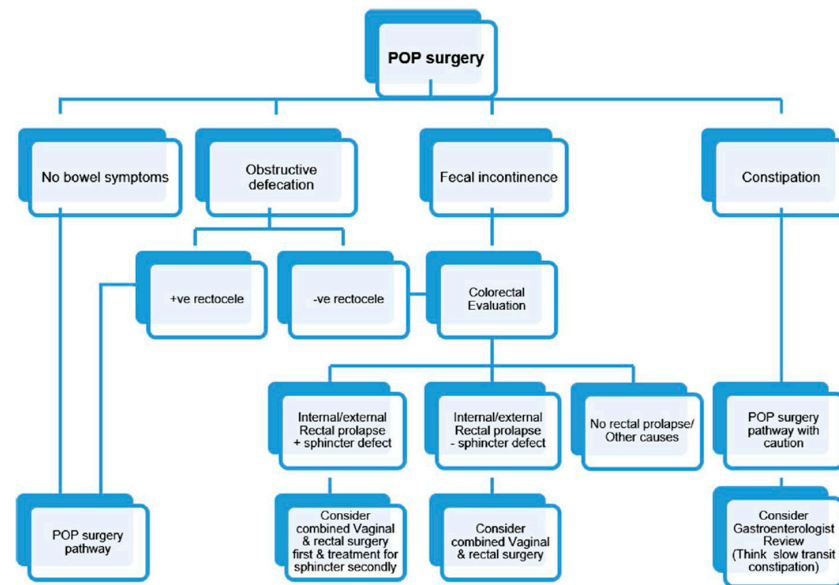 POP surgery
No bowel symptoms
Obstructive
defecation
Fecal incontinence
Constipation
+ve rectocele
-ve rectocele
Colorectal
Evaluation
Internal/external
Rectal prolapse
+ sphincter defect
Internal/external
Rectal prolapse
- sphincter defect
No rectal prolapse/
Other causes
POP surgery
pathway with
caution
POP surgery
pathway
Consider
combined Vaginal
& rectal surgery
first & treatment for
sphincter secondly
Consider
combined Vaginal
& rectal surgery
Consider
Gastroenterologist
Review
(Think slow transit
constipation)